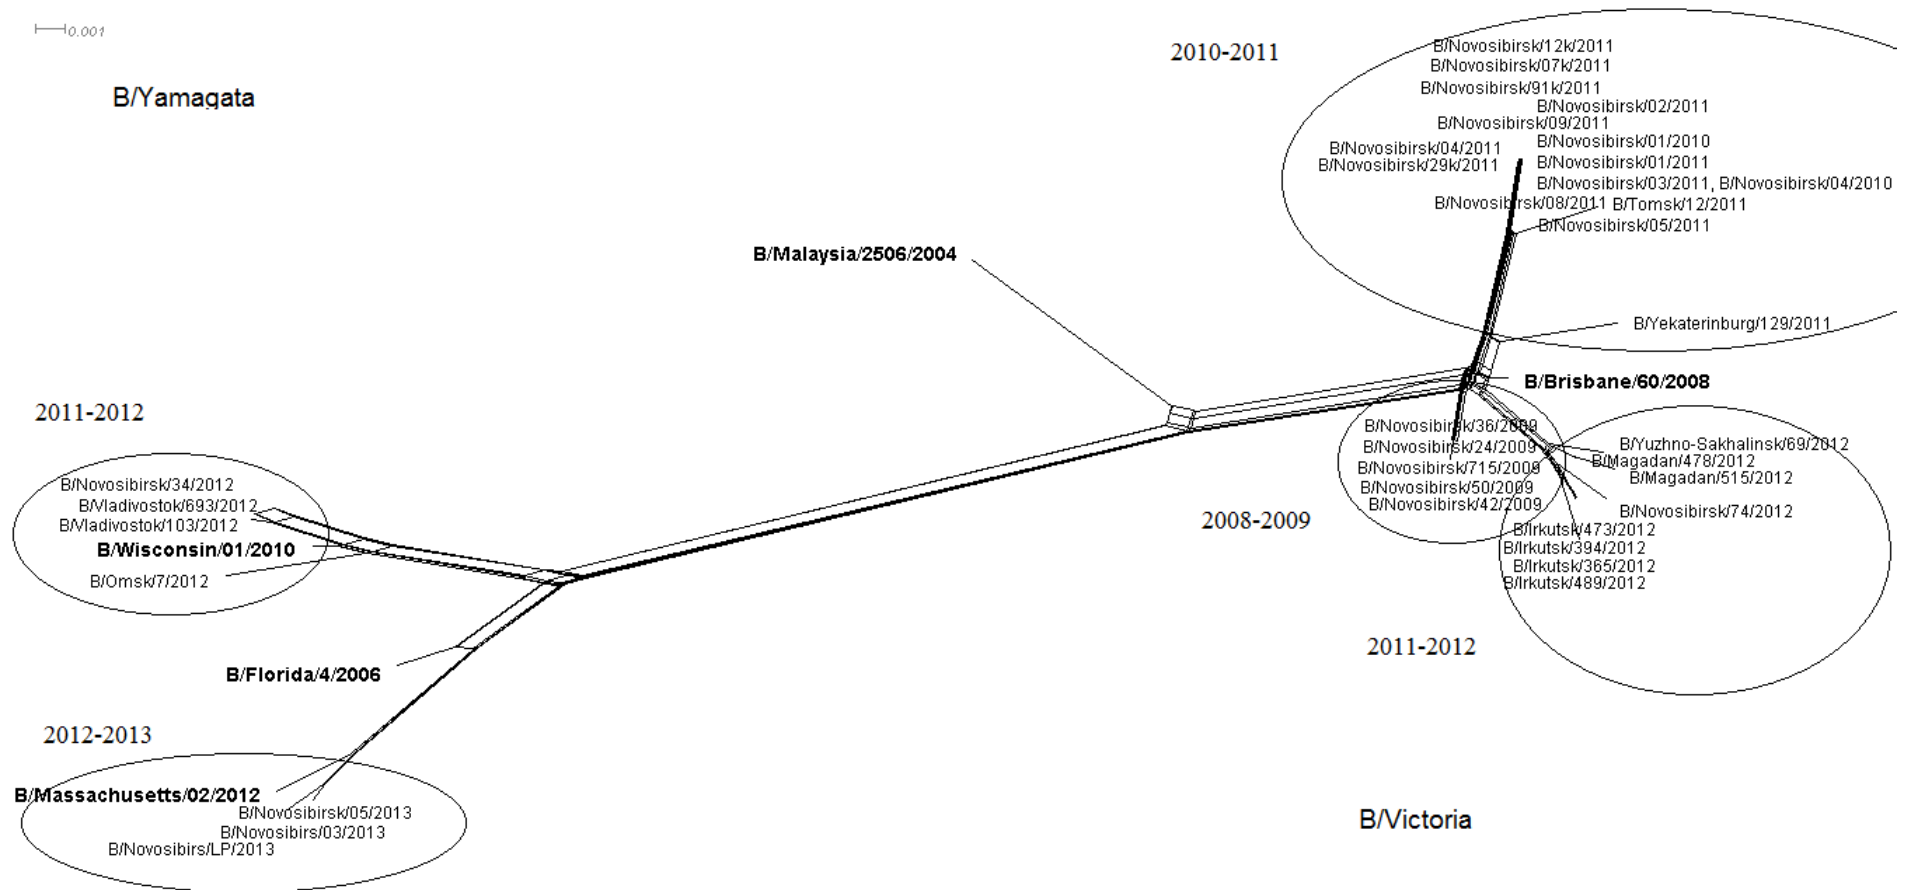 0.001
B/Yamagata
2010-2011
B/Novosibirsk/12k/2011
B/Novosibirsk/07k/2011
B/Novosibirsk/91k/2011
B/Novosibirsk/02/2011
B/Novosibirsk/09/2011
B/Novosibirsk/01/2010
B/Novosibirsk/04/2011
B/Novosibirsk/29k/2011
B/Novosibirsk/01/2011
B/Novosibirsk/03/2011, B/Novosibirsk/04/2010
B/Novosibirsk/08/2011
B/Tomsk/12/2011
B/Novosibirsk/05/2011
B/Malaysia/2506/2004
B/Yekaterinburg/129/2011
B/Brisbane/60/2008
2011-2012
B/Novosibirsk/36/2009
B/Novosibirsk/24/2009
B/Novosibirsk/715/2009
B/Novosibirsk/50/2009
B/Novosibirsk/42/2009
2008-2009
B/Yuzhno-Sakhalinsk/69/2012
B/Magadan/478/2012
B/Magadan/515/2012
B/Novosibirsk/74/2012
B/Irkutsk/473/2012
B/Irkutsk/394/2012
B/Irkutsk/365/2012
B/Irkutsk/489/2012
2011-2012
B/Novosibirsk/34/2012
B/Vladivostok/693/2012
B/Vladivostok/103/2012
B/Wisconsin/01/2010
B/Omsk/7/2012
B/Florida/4/2006
2012-2013
B/Massachusetts/02/2012
B/Novosibirsk/05/2013
B/Novosibirs/03/2013
B/Novosibirs/LP/2013
B/Victoria